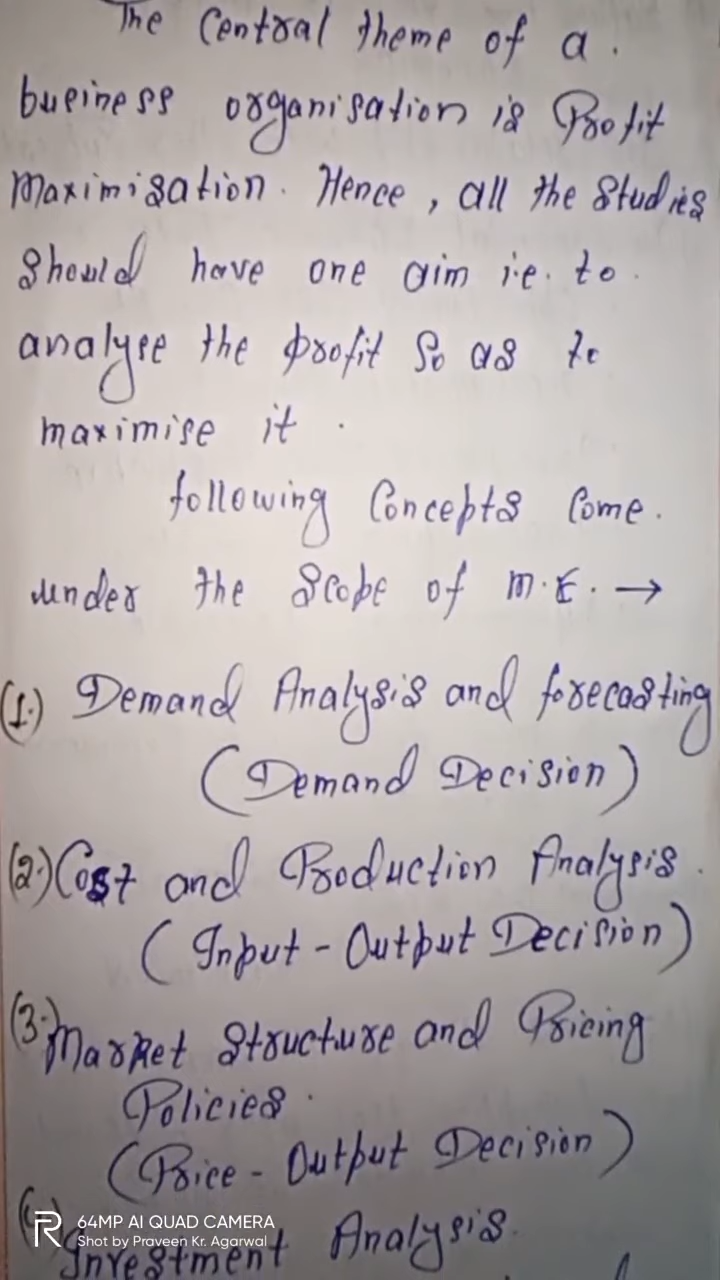 The Central theme of a.
business organisation is Profit
Maximisation. Hence, all the Studies
Should have one aim i.e. to.
analyse the profit So as to
maximise it.
following Concepts Come.
under the Scope of M.E. →
(1.) Demand Analysis and forecasting
(Demand Decision)
(2.) Cost and Production Analysis.
(Input - Output Decision)
(3.) Market Structure and Pricing
Policies.
(Price - Output Decision)
Investment Analysis.
R 64MP AI QUAD CAMERA
Shot by Praveen Kr. Agarwal